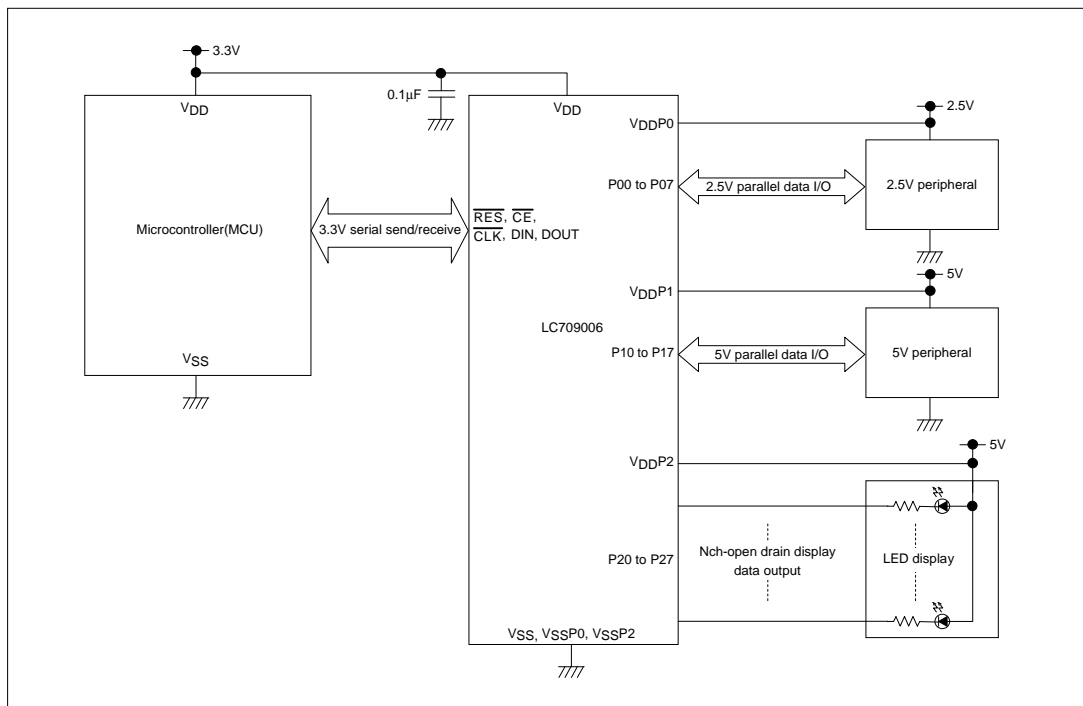 3.3V
0.1μF
VDD
VDD
VDDP0
2.5V
P00 to P07
2.5V parallel data I/O
2.5V peripheral
Microcontroller(MCU)
3.3V serial send/receive
RES, CE,
CLK, DIN, DOUT
VDDP1
5V
LC709006
P10 to P17
5V parallel data I/O
5V peripheral
VSS
VDDP2
5V
P20 to P27
Nch-open drain display
data output
LED display
VSS, VSSP0, VSSP2